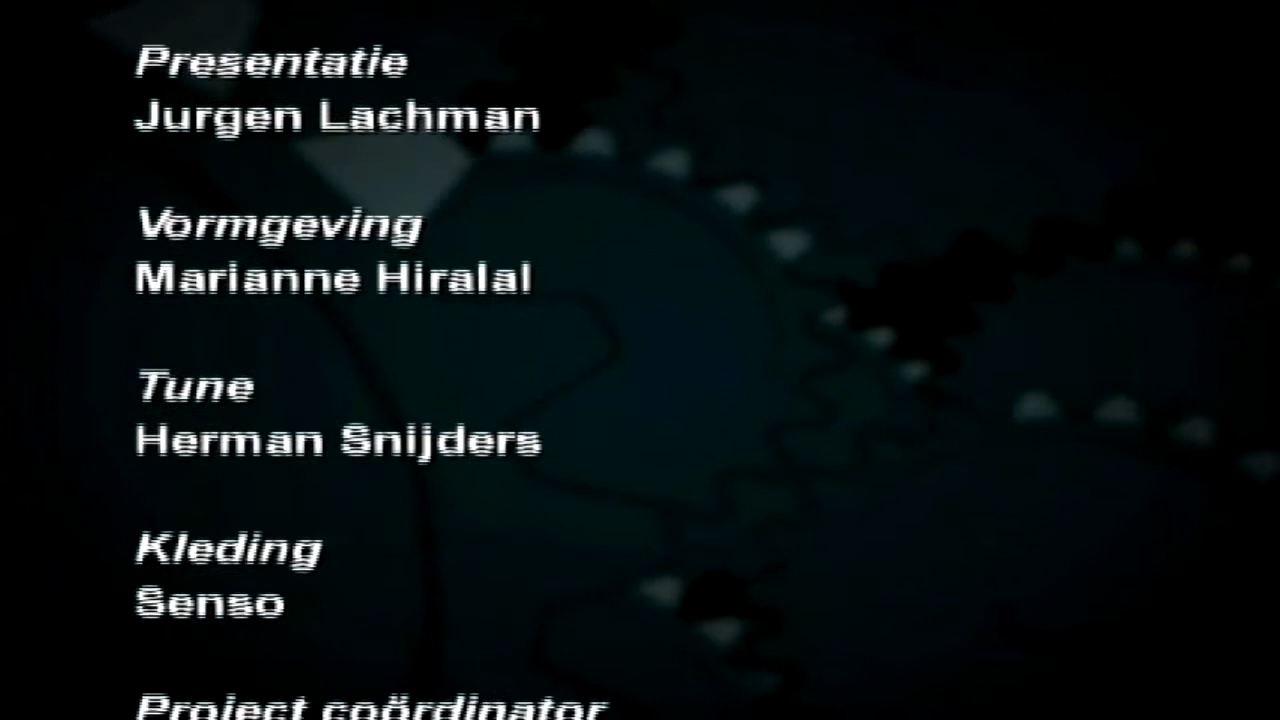 Presentatie
Jurgen Lachman
Vormgeving
Marianne Hiralal
Tune
Herman Snijders
Kleding
Senso
Project coördinator